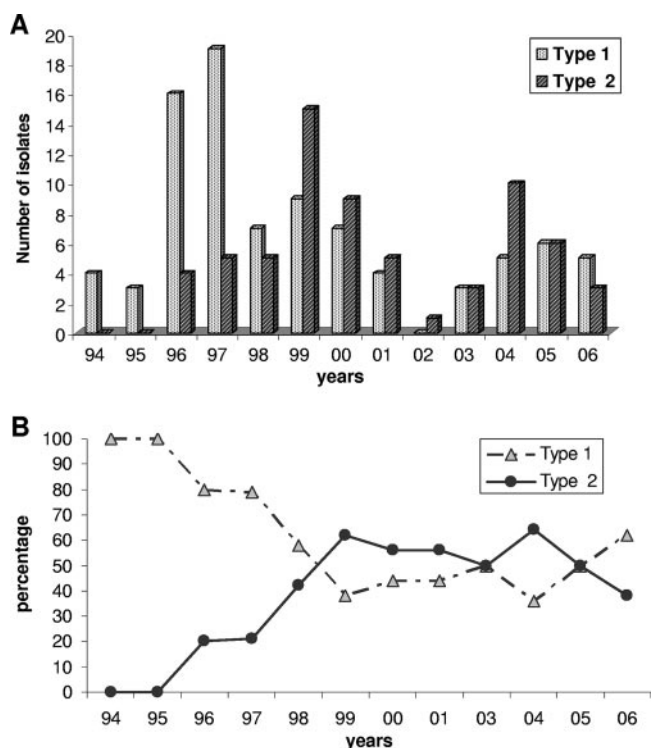 A
Number of isolates
20
18
16
14
12
10
8
6
4
2
0
Type 1
Type 2
94 95 96 97 98 99 00 01 02 03 04 05 06
years
B
percentage
100
90
80
70
60
50
40
30
20
10
0
Type 1
Type 2
94 95 96 97 98 99 00 01 03 04 05 06
years